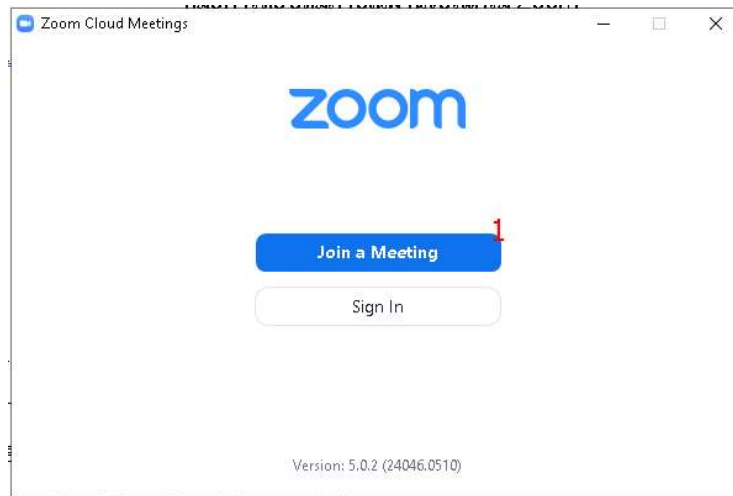 Zoom Cloud Meetings
zoom
1
Join a Meeting
Sign In
Version: 5.0.2 (24046.0510)